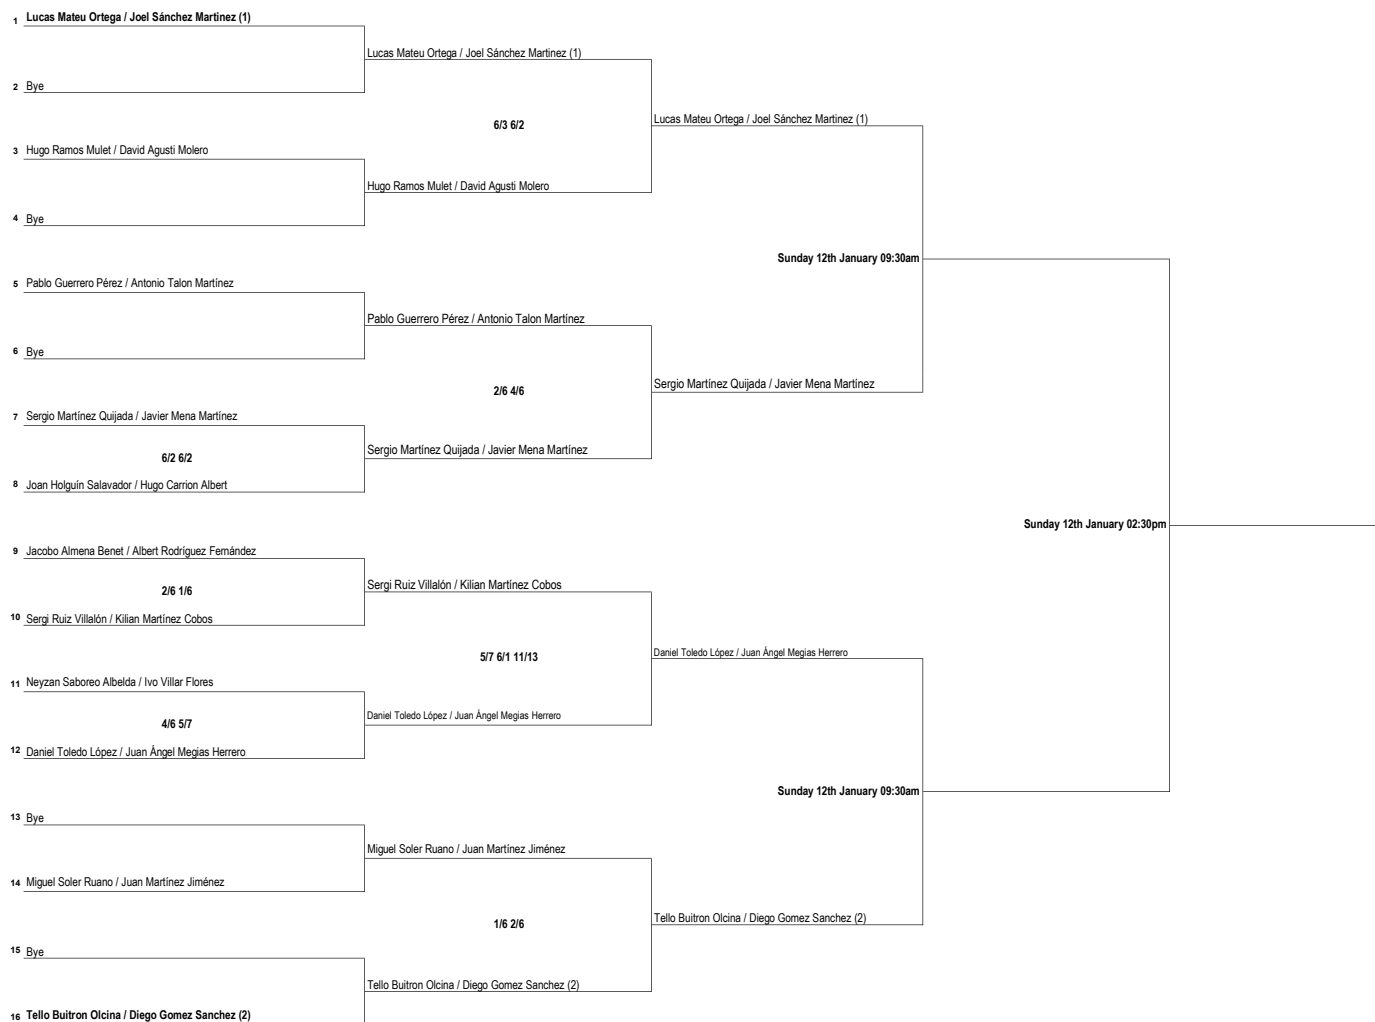 1 Lucas Mateu Ortega / Joel Sánchez Martinez (1)
Lucas Mateu Ortega / Joel Sánchez Martinez (1)
2 Bye
6/3 6/2
Lucas Mateu Ortega / Joel Sánchez Martinez (1)
3 Hugo Ramos Mulet / David Agusti Molero
Hugo Ramos Mulet / David Agusti Molero
4 Bye
Sunday 12th January 09:30am
5 Pablo Guerrero Pérez / Antonio Talon Martínez
Pablo Guerrero Pérez / Antonio Talon Martínez
6 Bye
2/6 4/6
Sergio Martínez Quijada / Javier Mena Martínez
7 Sergio Martínez Quijada / Javier Mena Martínez
6/2 6/2
Sergio Martínez Quijada / Javier Mena Martínez
8 Joan Holguín Salavador / Hugo Carrion Albert
Sunday 12th January 02:30pm
9 Jacobo Almena Benet / Albert Rodríguez Fernández
2/6 1/6
Sergi Ruiz Villalón / Kilian Martínez Cobos
10 Sergi Ruiz Villalón / Kilian Martínez Cobos
5/7 6/1 11/13
Daniel Toledo López / Juan Ángel Megias Herrero
11 Neyzan Saboreo Albelda / Ivo Villar Flores
4/6 5/7
Daniel Toledo López / Juan Ángel Megias Herrero
12 Daniel Toledo López / Juan Ángel Megias Herrero
Sunday 12th January 09:30am
13 Bye
Miguel Soler Ruano / Juan Martínez Jiménez
14 Miguel Soler Ruano / Juan Martínez Jiménez
1/6 2/6
Tello Buitron Olcina / Diego Gomez Sanchez (2)
15 Bye
Tello Buitron Olcina / Diego Gomez Sanchez (2)
16 Tello Buitron Olcina / Diego Gomez Sanchez (2)